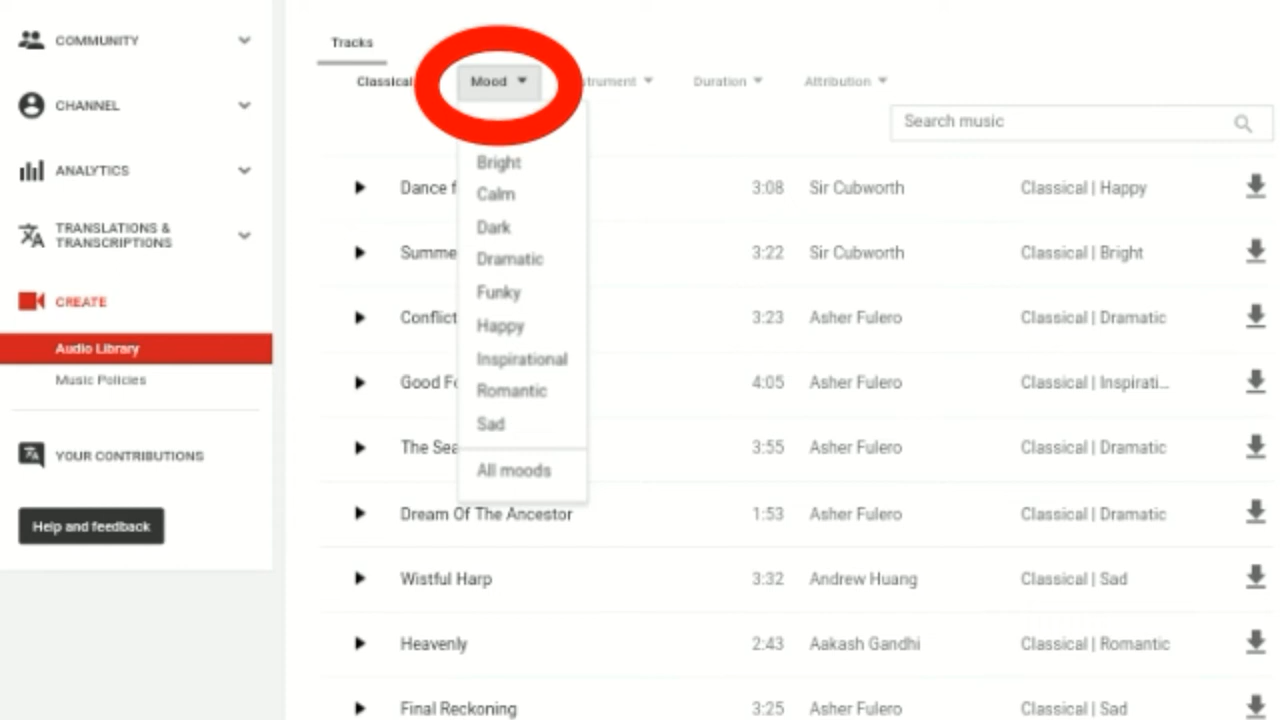 COMMUNITY
CHANNEL
ANALYTICS
TRANSLATIONS &
TRANSCRIPTIONS
CREATE
Audio Library
Music Policies
YOUR CONTRIBUTIONS
Help and feedback
Tracks
Classical Mood Duration Attribution
Search music
Bright
Calm
Dark
Dramatic
Funky
Happy
Inspirational
Romantic
Sad
All moods
Dance 3:08 Sir Cubworth Classical | Happy
3:22 Sir Cubworth Classical | Bright
Conflict 3:23 Asher Fulero Classical | Dramatic
Good 4:05 Asher Fulero Classical | Inspirati...
The 3:55 Asher Fulero Classical | Dramatic
Dream Of The Ancestor 1:53 Asher Fulero Classical | Dramatic
Wistful Harp 3:32 Andrew Huang Classical | Sad
Heavenly 2:43 Aakash Gandhi Classical | Romantic
Final Reckoning 3:25 Asher Fulero Classical | Sad